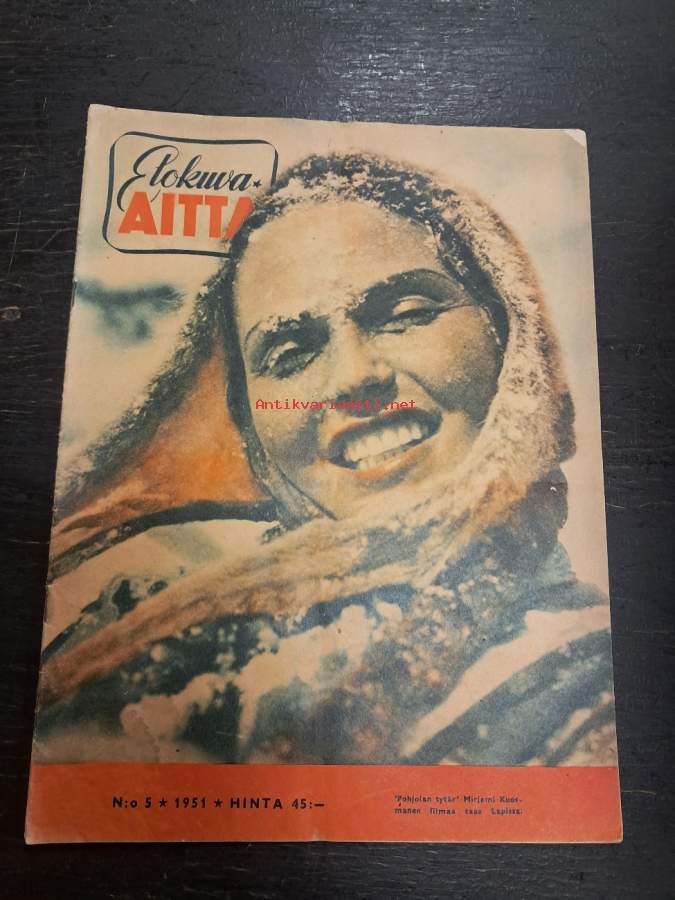 Elokuva-
AITTA
Antikvariaatti.net
N:o 5 ★ 1951 ★ HINTA 45:—
"Pohjolan tytär" Mirjami Kuos-
manen filmaa taas Lapissa.